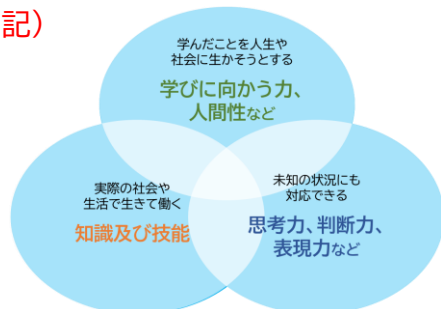 記）
学んだことを人生や
社会に生かそうとする
学びに向かう力、
人間性など
実際の社会や
生活で生きて働く
知識及び技能
未知の状況にも
対応できる
思考力、判断力、
表現力など